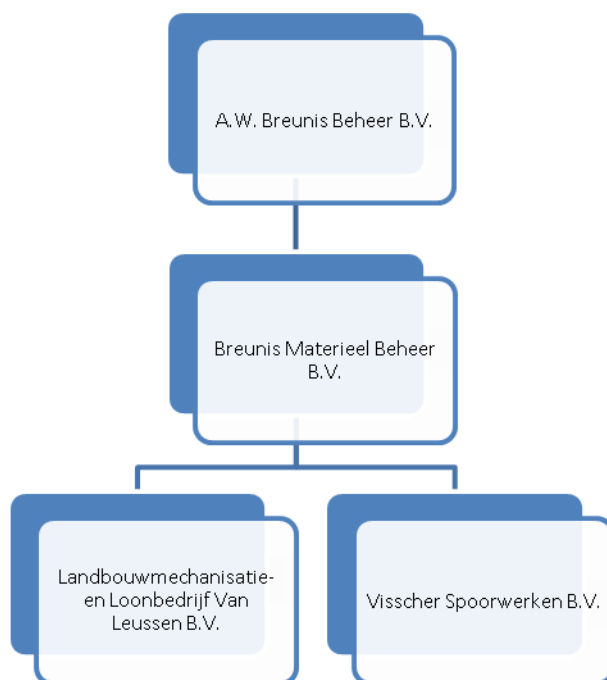 A.W. Breunis Beheer B.V.
Breunis Materieel Beheer
B.V.
Landbouwmechanisatie-
en Loonbedrijf Van
Leussen B.V.
Visscher Spoorwerken B.V.